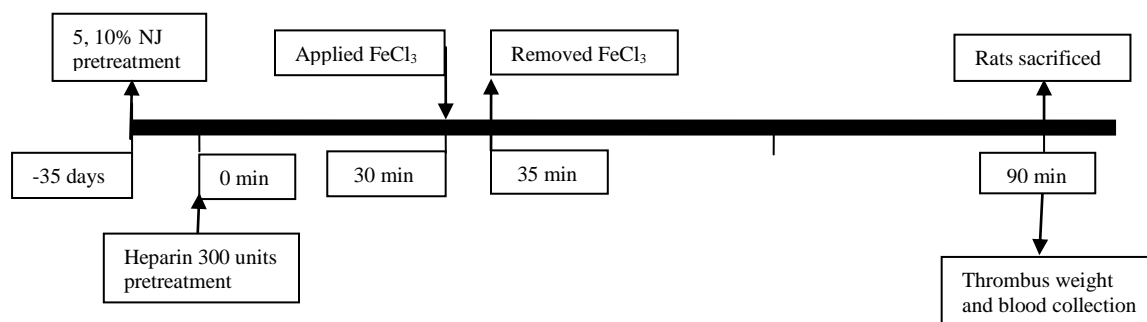 5, 10% NJ
pretreatment
Applied FeCl₃
Removed FeCl₃
Rats sacrificed
-35 days
0 min
30 min
35 min
90 min
Heparin 300 units
pretreatment
Thrombus weight
and blood collection